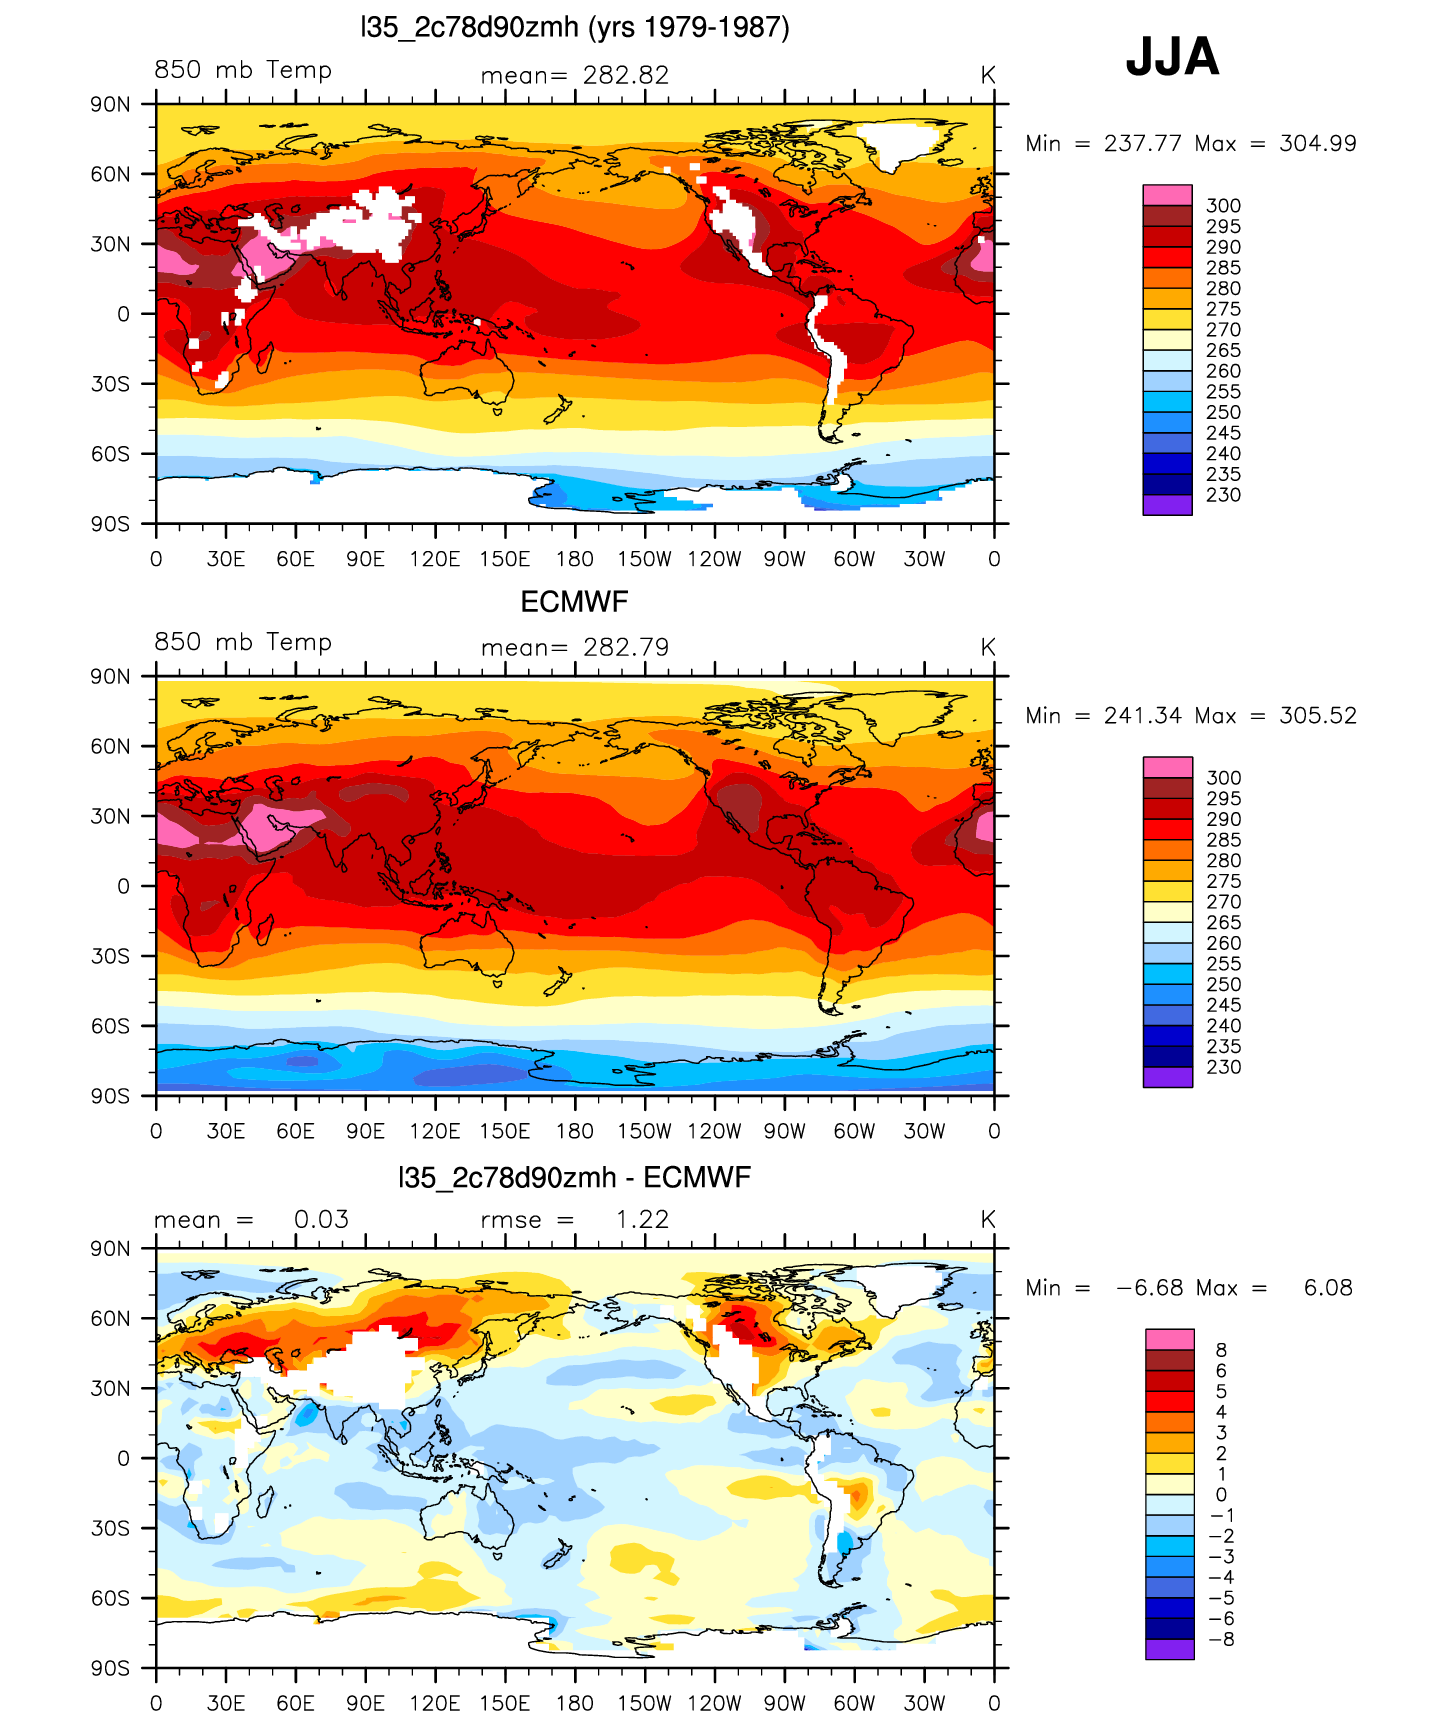 l35_2c78d90zmh (yrs 1979-1987)
JJA
850 mb Temp mean= 282.82 K
Min = 237.77 Max = 304.99
90N
60N
30N
0
30S
60S
90S
0 30E 60E 90E 120E 150E 180 150W 120W 90W 60W 30W 0
300
295
290
285
280
275
270
265
260
255
250
245
240
235
230
ECMWF
850 mb Temp mean= 282.79 K
Min = 241.34 Max = 305.52
90N
60N
30N
0
30S
60S
90S
0 30E 60E 90E 120E 150E 180 150W 120W 90W 60W 30W 0
300
295
290
285
280
275
270
265
260
255
250
245
240
235
230
l35_2c78d90zmh - ECMWF
mean = 0.03 rmse = 1.22 K
Min = -6.68 Max = 6.08
90N
60N
30N
0
30S
60S
90S
0 30E 60E 90E 120E 150E 180 150W 120W 90W 60W 30W 0
8
6
5
4
3
2
1
0
-1
-2
-3
-4
-5
-6
-8